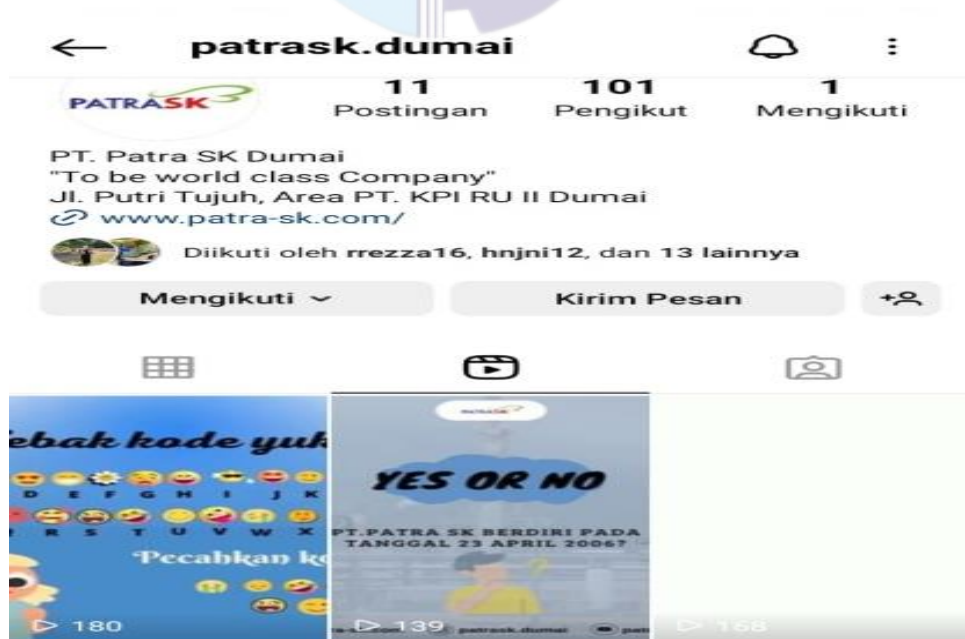 patrask.dumai
PATRASK
11
Postingan
101
Pengikut
1
Mengikuti
PT. Patra SK Dumai
"To be world class Company"
Jl. Putri Tujuh, Area PT. KPI RU II Dumai
www.patra-sk.com/
Diikuti oleh rrezza16, hnjni12, dan 13 lainnya
Mengikuti
Kirim Pesan
ebak kode yuk
D E F G H I J K
R S T U V W X
Pecahkan ko
180
PATRASK
YES OR NO
PT.PATRA SK BERDIRI PADA
TANGGAL 23 APRIL 2006?
139
patrask.dumai
168